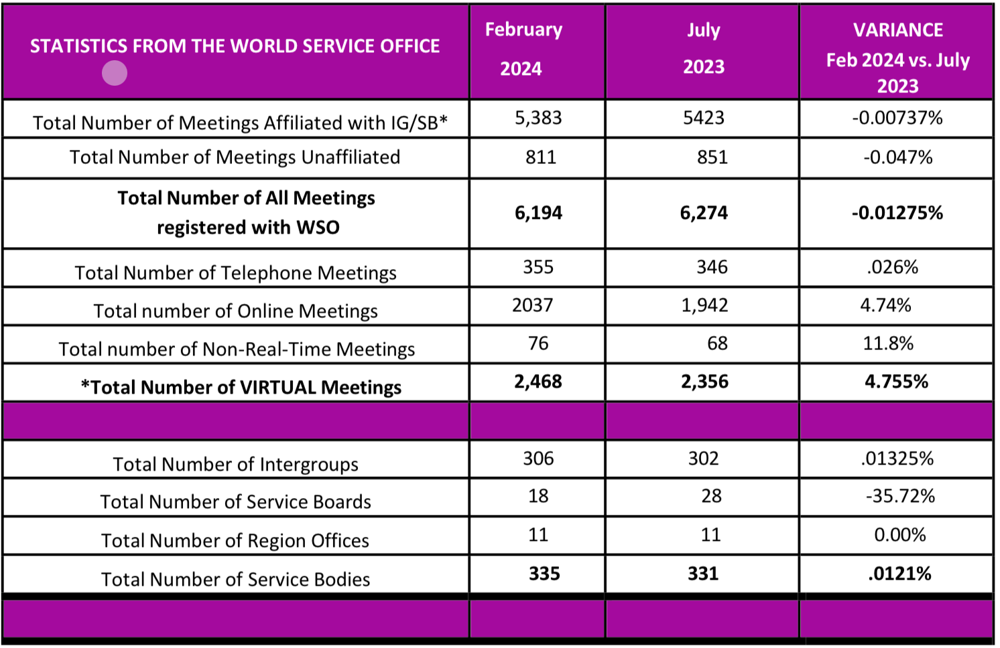 STATISTICS FROM THE WORLD SERVICE OFFICE
February
2024
July
2023
VARIANCE
Feb 2024 vs. July
2023
Total Number of Meetings Affiliated with IG/SB* 5,383 5423 -0.00737%
Total Number of Meetings Unaffiliated 811 851 -0.047%
Total Number of All Meetings
registered with WSO 6,194 6,274 -0.01275%
Total Number of Telephone Meetings 355 346 .026%
Total number of Online Meetings 2037 1,942 4.74%
Total number of Non-Real-Time Meetings 76 68 11.8%
*Total Number of VIRTUAL Meetings 2,468 2,356 4.755%
Total Number of Intergroups 306 302 .01325%
Total Number of Service Boards 18 28 -35.72%
Total Number of Region Offices 11 11 0.00%
Total Number of Service Bodies 335 331 .0121%